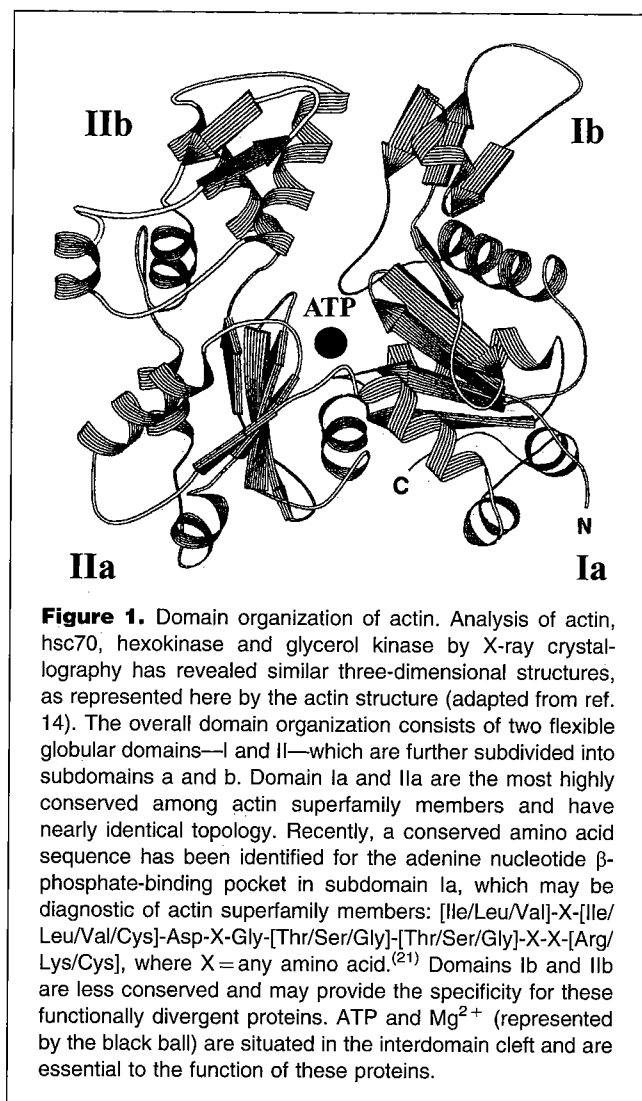 IIb
Ib
ATP
C
N
IIa
Ia
Figure 1. Domain organization of actin. Analysis of actin,
hsc70, hexokinase and glycerol kinase by X-ray crystal-
lography has revealed similar three-dimensional structures,
as represented here by the actin structure (adapted from ref.
14). The overall domain organization consists of two flexible
globular domains—I and II—which are further subdivided into
subdomains a and b. Domain Ia and IIa are the most highly
conserved among actin superfamily members and have
nearly identical topology. Recently, a conserved amino acid
sequence has been identified for the adenine nucleotide β-
phosphate-binding pocket in subdomain Ia, which may be
diagnostic of actin superfamily members: [Ile/Leu/Val]-X-[Ile/
Leu/Val/Cys]-Asp-X-Gly-[Thr/Ser/Gly]-[Thr/Ser/Gly]-X-X-[Arg/
Lys/Cys], where X=any amino acid.(21) Domains Ib and IIb
are less conserved and may provide the specificity for these
functionally divergent proteins. ATP and Mg2+ (represented
by the black ball) are situated in the interdomain cleft and are
essential to the function of these proteins.